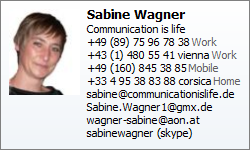 Sabine Wagner
Communication is life
+49 (89) 75 96 78 38 Work
+43 (1) 480 55 41 vienna Work
+49 (160) 845 38 85 Mobile
+33 4 95 38 83 88 corsica Home
sabine@communicationislife.de
Sabine.Wagner1@gmx.de
wagner-sabine@aon.at
sabinewagner (skype)